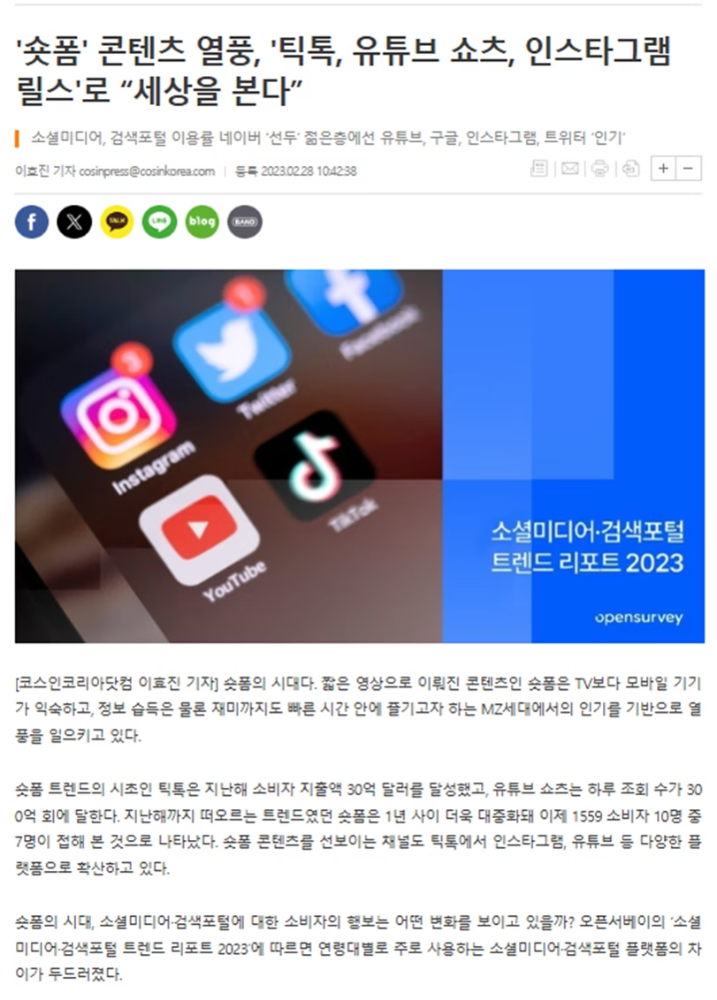 '숏폼' 콘텐츠 열풍, '틱톡, 유튜브 쇼츠, 인스타그램
릴스'로 “세상을 본다”
소셜미디어, 검색포털 이용률 네이버 '선두' 젊은층에선 유튜브, 구글, 인스타그램, 트위터 '인기'
이효진 기자 cosinpress@cosinkorea.com 등록 2023.02.28 10:42:38
+ −
f X TALK LINE blog BAND
3
1
Facebook
Twitter
Instagram
TikTok
YouTube
소셜미디어·검색포털
트렌드 리포트 2023
opensurvey
[코스인코리아닷컴 이효진 기자] 숏폼의 시대다. 짧은 영상으로 이뤄진 콘텐츠인 숏폼은 TV보다 모바일 기기
가 익숙하고, 정보 습득은 물론 재미까지도 빠른 시간 안에 즐기고자 하는 MZ세대에서의 인기를 기반으로 열
풍을 일으키고 있다.
숏폼 트렌드의 시초인 틱톡은 지난해 소비자 지출액 30억 달러를 달성했고, 유튜브 쇼츠는 하루 조회 수가 30
0억 회에 달한다. 지난해까지 떠오르는 트렌드였던 숏폼은 1년 사이 더욱 대중화돼 이제 1559 소비자 10명 중
7명이 접해 본 것으로 나타났다. 숏폼 콘텐츠를 선보이는 채널도 틱톡에서 인스타그램, 유튜브 등 다양한 플
랫폼으로 확산하고 있다.
숏폼의 시대, 소셜미디어·검색포털에 대한 소비자의 행보는 어떤 변화를 보이고 있을까? 오픈서베이의 '소셜
미디어·검색포털 트렌드 리포트 2023'에 따르면 연령대별로 주로 사용하는 소셜미디어·검색포털 플랫폼의 차
이가 두드러졌다.